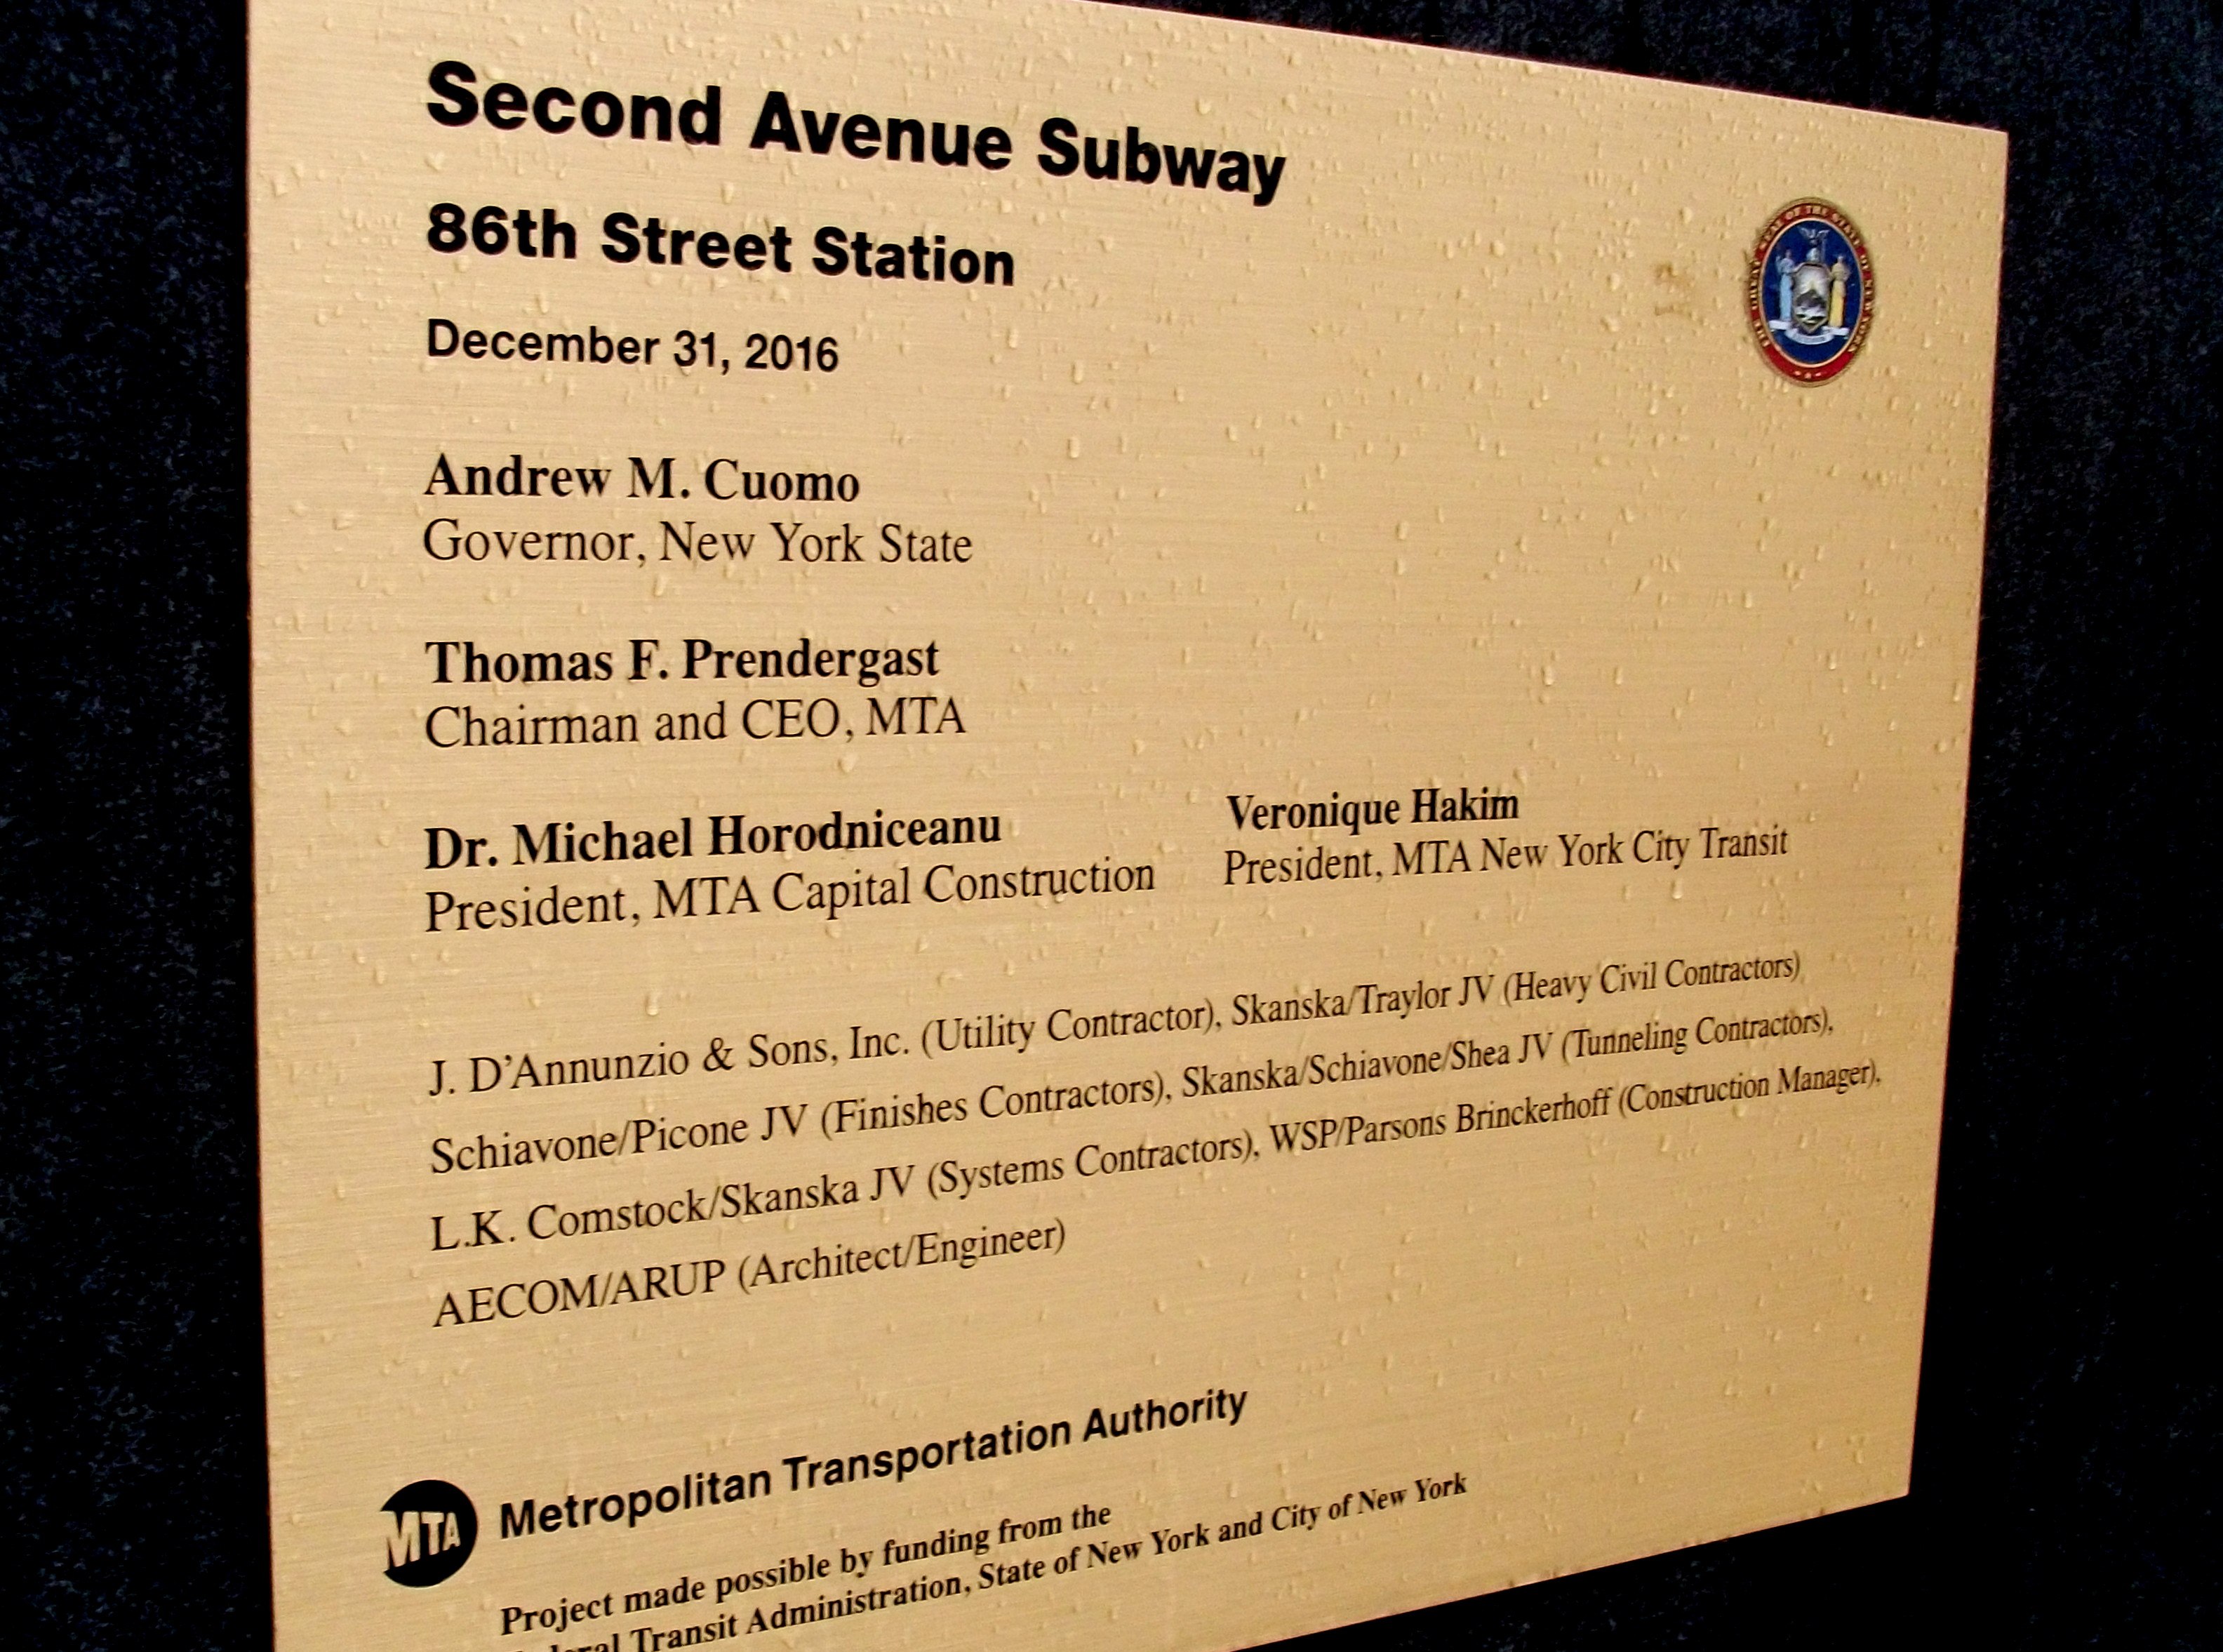 Second Avenue Subway
86th Street Station
December 31, 2016
Andrew M. Cuomo
Governor, New York State
Thomas F. Prendergast
Chairman and CEO, MTA
Dr. Michael Horodniceanu
President, MTA Capital Construction
Veronique Hakim
President, MTA New York City Transit
J. D'Annunzio & Sons, Inc. (Utility Contractor), Skanska/Traylor JV (Heavy Civil Contractors)
Schiavone/Picone JV (Finishes Contractors), Skanska/Schiavone/Shea JV (Tunneling Contractors),
L.K. Comstock/Skanska JV (Systems Contractors), WSP/Parsons Brinckerhoff (Construction Manager),
AECOM/ARUP (Architect/Engineer)
MTA Metropolitan Transportation Authority
Project made possible by funding from the
Transit Administration, State of New York and City of New York